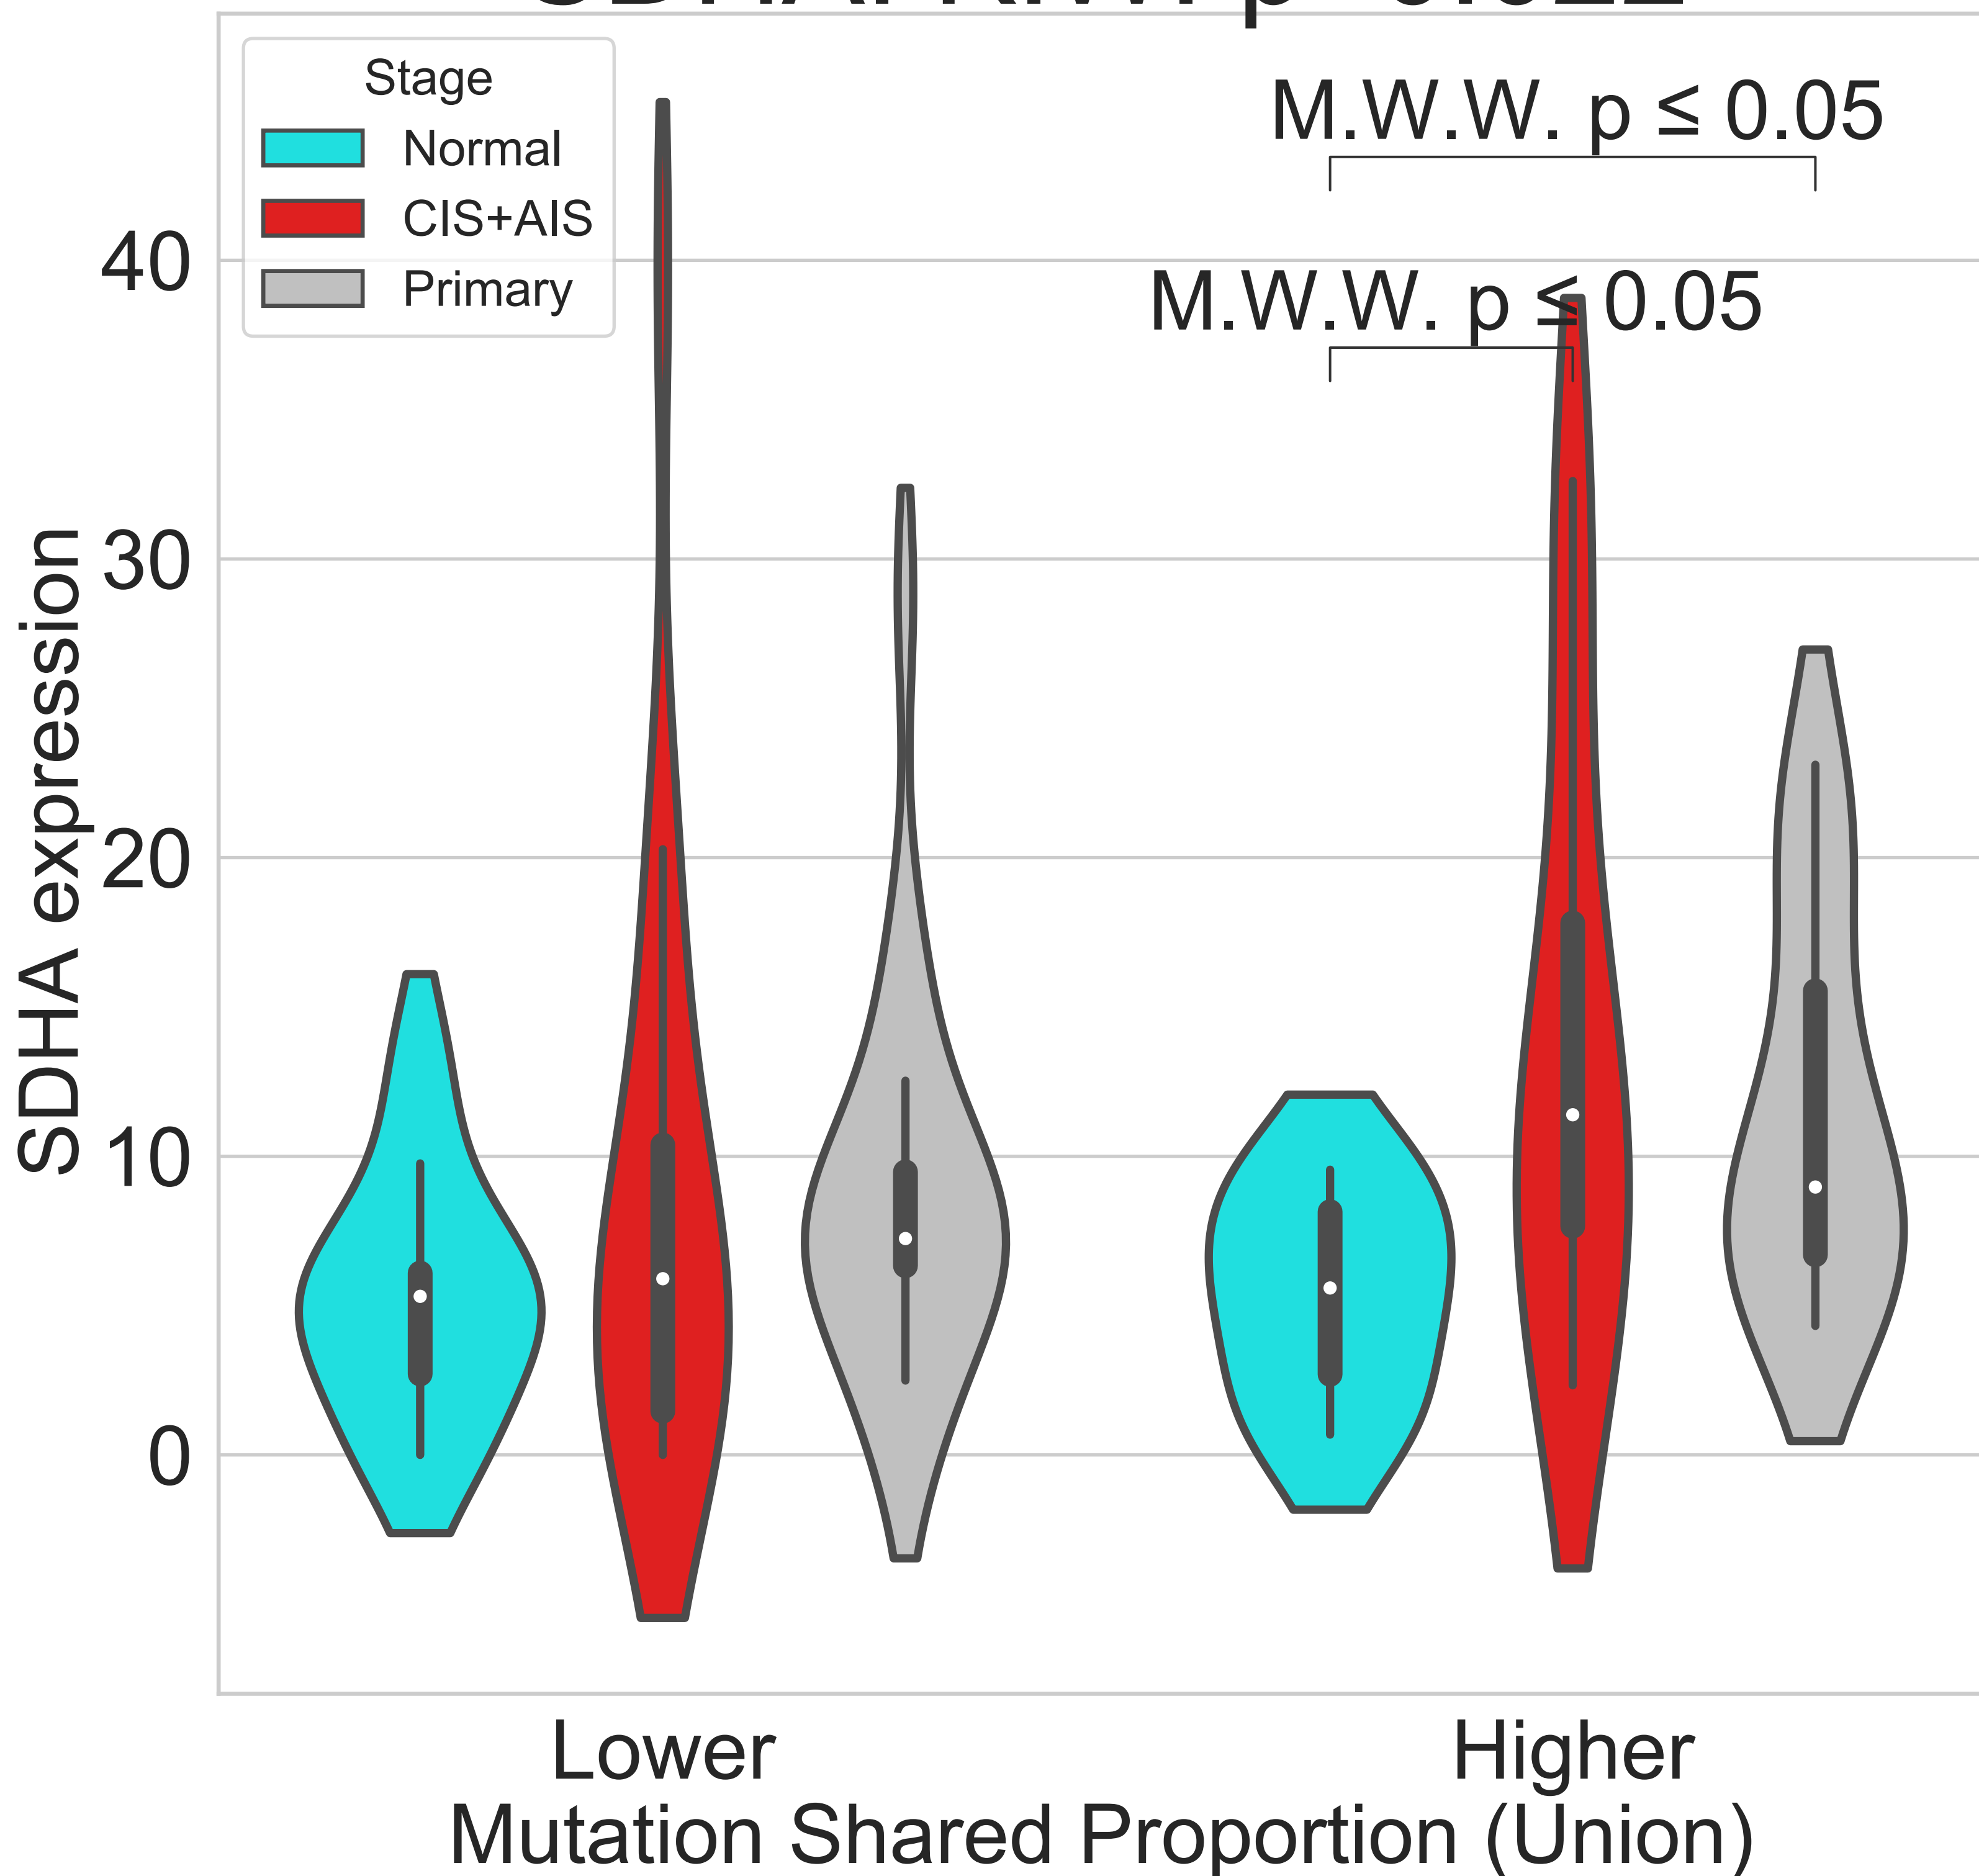 Stage
Normal
CIS+AIS
Primary
M.W.W. p ≤ 0.05
M.W.W. p ≤ 0.05
40
30
20
10
0
SDHA expression
Lower
Higher
Mutation Shared Proportion (Union)